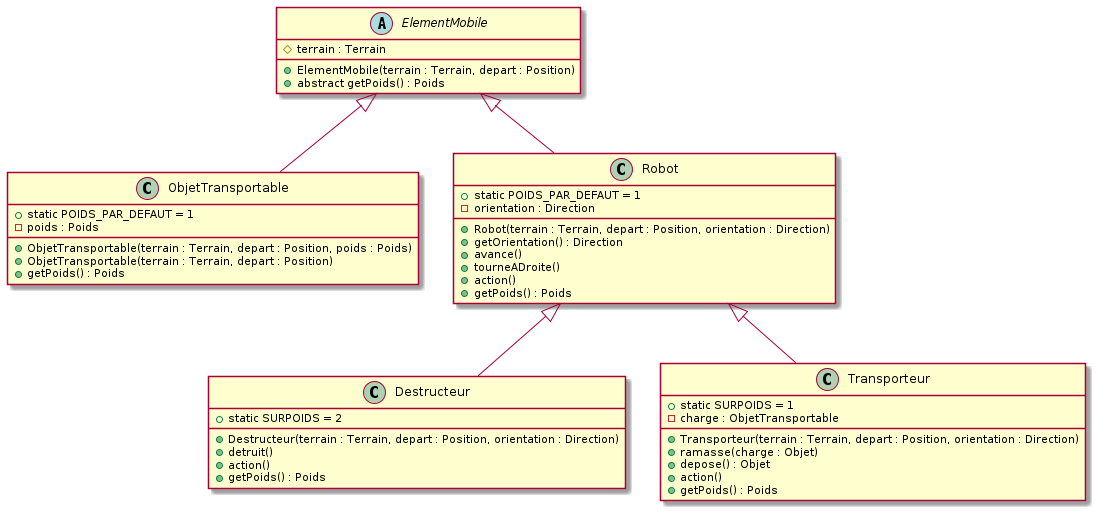 A ElementMobile
terrain : Terrain
ElementMobile(terrain : Terrain, depart : Position)
abstract getPoids() : Poids
C ObjetTransportable
static POIDS_PAR_DEFAUT = 1
poids : Poids
ObjetTransportable(terrain : Terrain, depart : Position, poids : Poids)
ObjetTransportable(terrain : Terrain, depart : Position)
getPoids() : Poids
C Robot
static POIDS_PAR_DEFAUT = 1
orientation : Direction
Robot(terrain : Terrain, depart : Position, orientation : Direction)
getOrientation() : Direction
avance()
tourneADroite()
action()
getPoids() : Poids
C Destructeur
static SURPOIDS = 2
Destructeur(terrain : Terrain, depart : Position, orientation : Direction)
detruit()
action()
getPoids() : Poids
C Transporteur
static SURPOIDS = 1
charge : ObjetTransportable
Transporteur(terrain : Terrain, depart : Position, orientation : Direction)
ramasse(charge : Objet)
depose() : Objet
action()
getPoids() : Poids